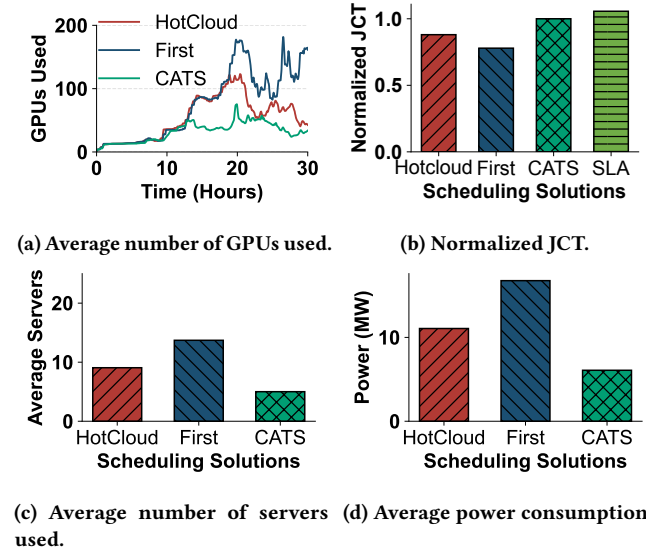 200
100
0
GPUs Used
HotCloud
First
CATS
0 10 20 30
Time (Hours)
(a) Average number of GPUs used.
1.0
0.5
0.0
Normalized JCT
Hotcloud First CATS SLA
Scheduling Solutions
(b) Normalized JCT.
20
10
0
Average Servers
HotCloud First CATS
Scheduling Solutions
(c) Average number of servers
used.
10
0
Power (MW)
HotCloud First CATS
Scheduling Solutions
(d) Average power consumption